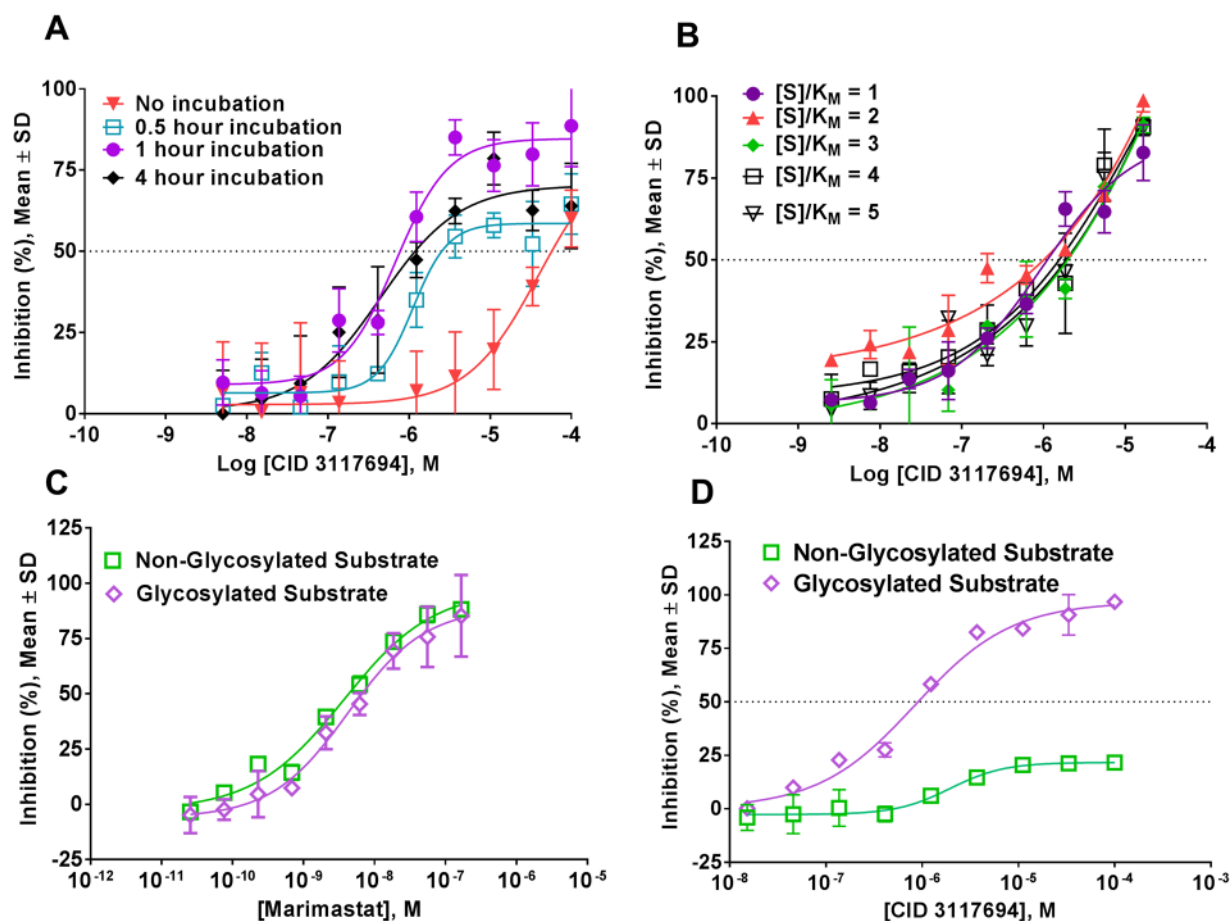 A
Inhibition (%), Mean ± SD
100
75
50
25
0
No incubation
0.5 hour incubation
1 hour incubation
4 hour incubation
-10 -9 -8 -7 -6 -5 -4
Log [CID 3117694], M
B
Inhibition (%), Mean ± SD
100
75
50
25
0
[S]/KM = 1
[S]/KM = 2
[S]/KM = 3
[S]/KM = 4
[S]/KM = 5
-10 -9 -8 -7 -6 -5 -4
Log [CID 3117694], M
C
Inhibition (%), Mean ± SD
125
100
75
50
25
0
-25
Non-Glycosylated Substrate
Glycosylated Substrate
10-12 10-11 10-10 10-9 10-8 10-7 10-6 10-5
[Marimastat], M
D
Inhibition (%), Mean ± SD
125
100
75
50
25
0
-25
Non-Glycosylated Substrate
Glycosylated Substrate
10-8 10-7 10-6 10-5 10-4 10-3
[CID 3117694], M